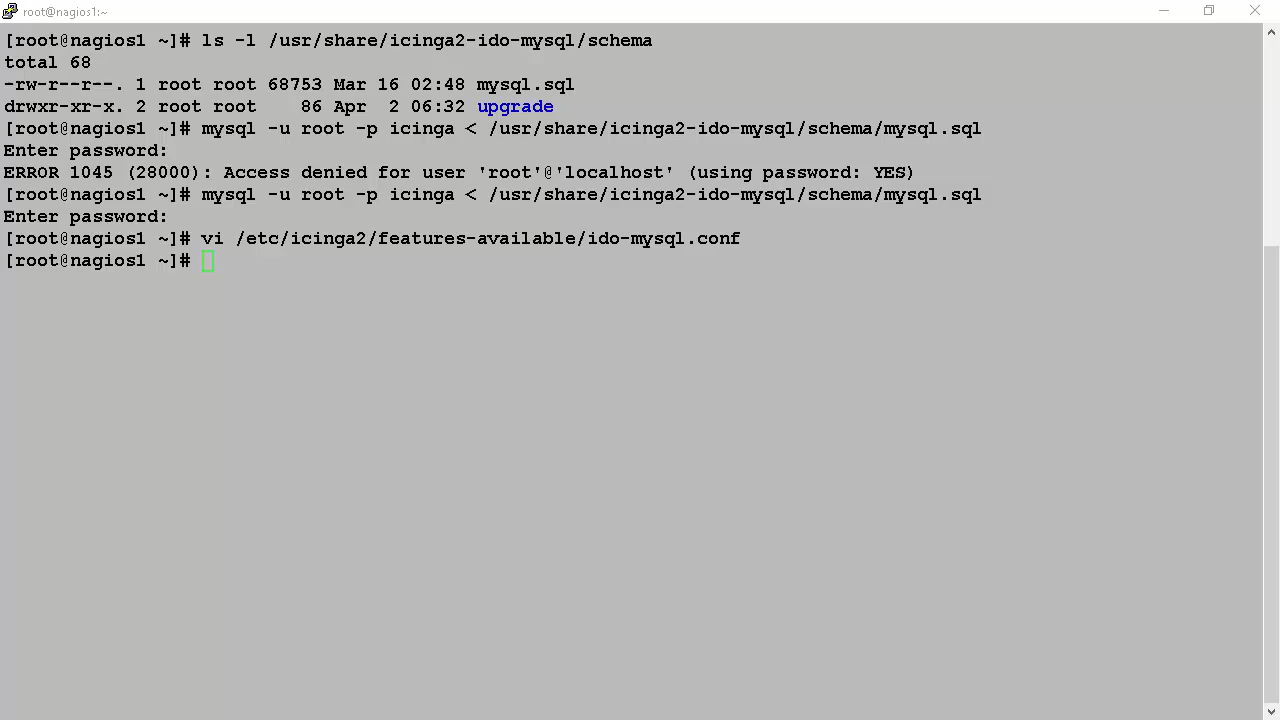 root@nagios1:~
[root@nagios1 ~]# ls -l /usr/share/icinga2-ido-mysql/schema
total 68
-rw-r--r--. 1 root root 68753 Mar 16 02:48 mysql.sql
drwxr-xr-x. 2 root root    86 Apr  2 06:32 upgrade
[root@nagios1 ~]# mysql -u root -p icinga < /usr/share/icinga2-ido-mysql/schema/mysql.sql
Enter password:
ERROR 1045 (28000): Access denied for user 'root'@'localhost' (using password: YES)
[root@nagios1 ~]# mysql -u root -p icinga < /usr/share/icinga2-ido-mysql/schema/mysql.sql
Enter password:
[root@nagios1 ~]# vi /etc/icinga2/features-available/ido-mysql.conf
[root@nagios1 ~]#